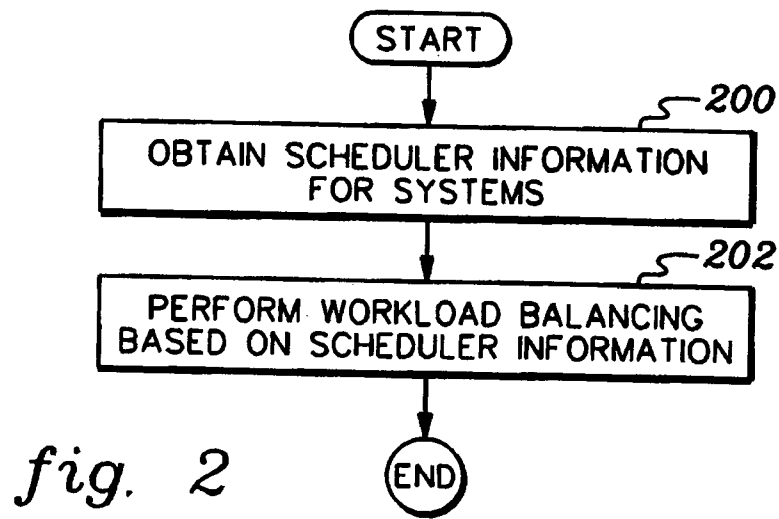 START
200
OBTAIN SCHEDULER INFORMATION
FOR SYSTEMS
202
PERFORM WORKLOAD BALANCING
BASED ON SCHEDULER INFORMATION
END
fig. 2